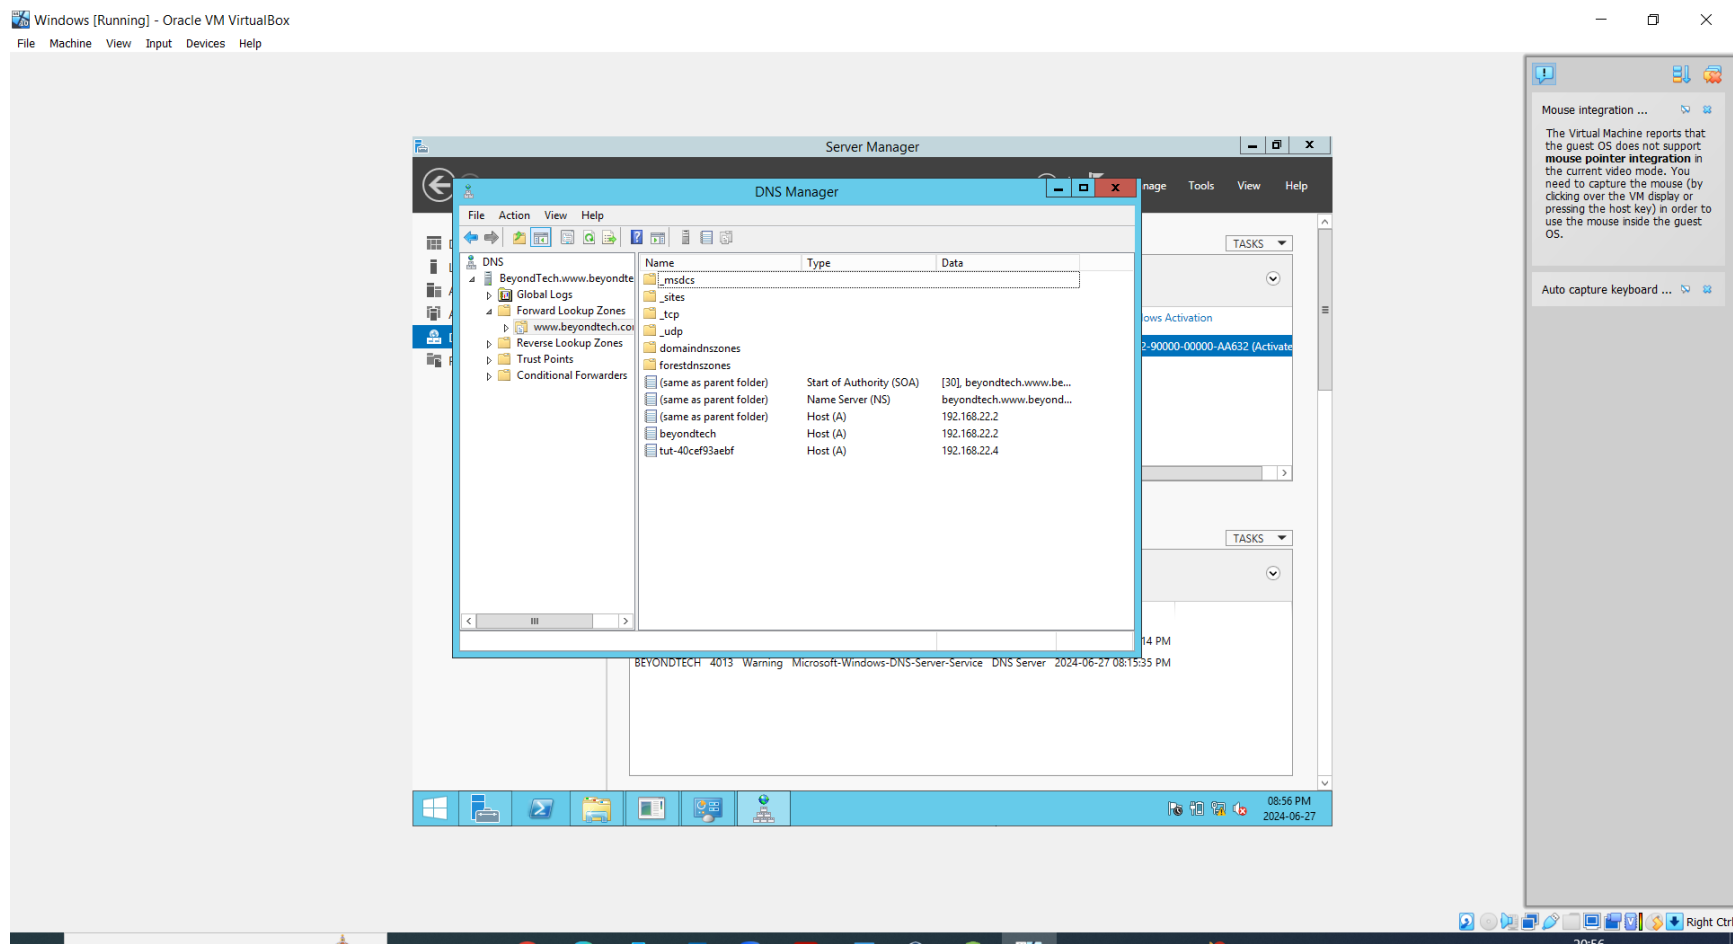 Windows [Running] - Oracle VM VirtualBox
File Machine View Input Devices Help
Server Manager
nage Tools View Help
DNS Manager
File Action View Help
DNS
BeyondTech.www.beyondte
Global Logs
Forward Lookup Zones
www.beyondtech.com
Reverse Lookup Zones
Trust Points
Conditional Forwarders
Name Type Data
_msdcs
_sites
_tcp
_udp
domaindnszones
forestdnszones
(same as parent folder) Start of Authority (SOA) [30], beyondtech.www.be...
(same as parent folder) Name Server (NS) beyondtech.www.beyond...
(same as parent folder) Host (A) 192.168.22.2
beyondtech Host (A) 192.168.22.2
tut-40cef93aebf Host (A) 192.168.22.4
TASKS
lows Activation
2-90000-00000-AA632 (Activate
TASKS
14 PM
BEYONDTECH 4013 Warning Microsoft-Windows-DNS-Server-Service DNS Server 2024-06-27 08:15:35 PM
08:56 PM
2024-06-27
Mouse integration ...
The Virtual Machine reports that
the guest OS does not support
mouse pointer integration in
the current video mode. You
need to capture the mouse (by
clicking over the VM display or
pressing the host key) in order to
use the mouse inside the guest
OS.
Auto capture keyboard ...
Right Ctrl
20:56